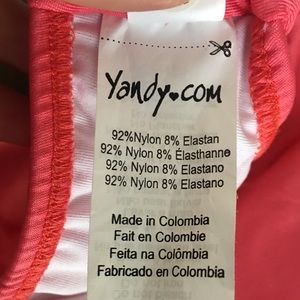 Yandy♥com
92%Nylon 8% Elastan
92% Nylon 8% Élasthanne
92% Nylon 8% Elastano
92% Nylon 8% Elastano
Made in Colombia
Fait en Colombie
Feita na Colômbia
Fabricado en Colombia